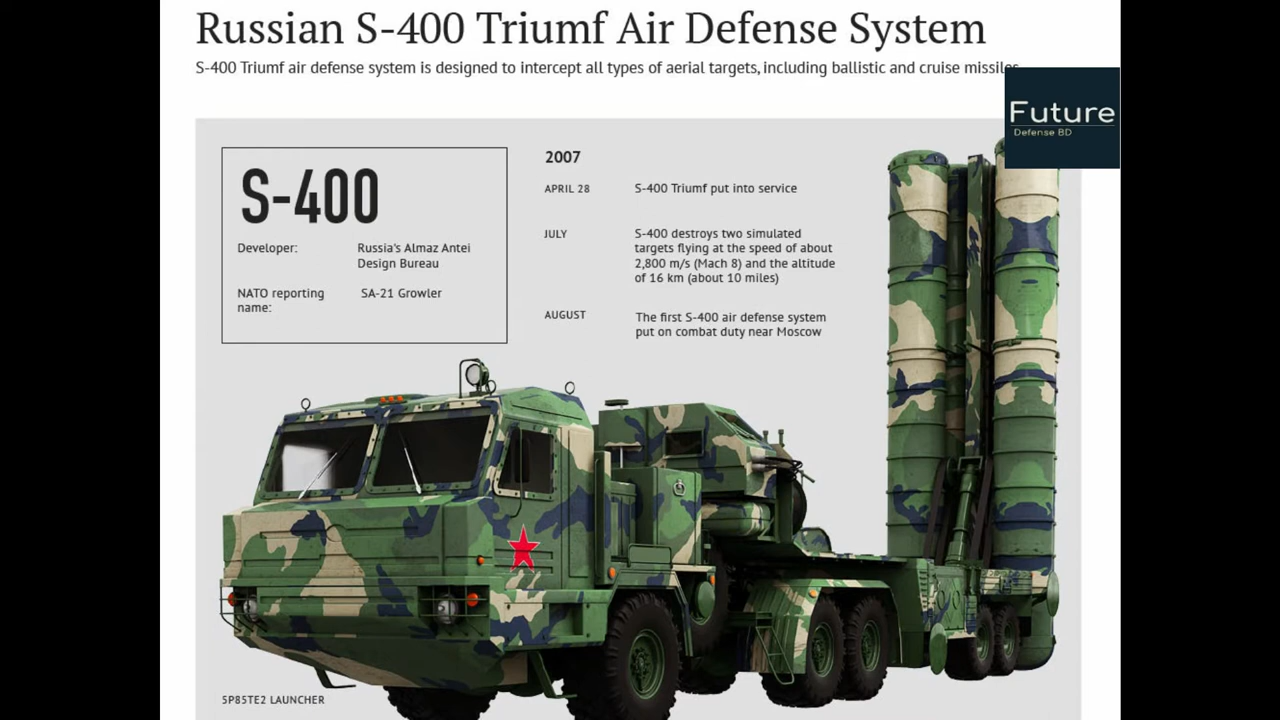 Russian S-400 Triumf Air Defense System
S-400 Triumf air defense system is designed to intercept all types of aerial targets, including ballistic and cruise missiles
Future
Defense BD
S-400
Developer:
Russia's Almaz Antei
Design Bureau
NATO reporting
name:
SA-21 Growler
2007
APRIL 28
S-400 Triumf put into service
JULY
S-400 destroys two simulated
targets flying at the speed of about
2,800 m/s (Mach 8) and the altitude
of 16 km (about 10 miles)
AUGUST
The first S-400 air defense system
put on combat duty near Moscow
5P85TE2 LAUNCHER